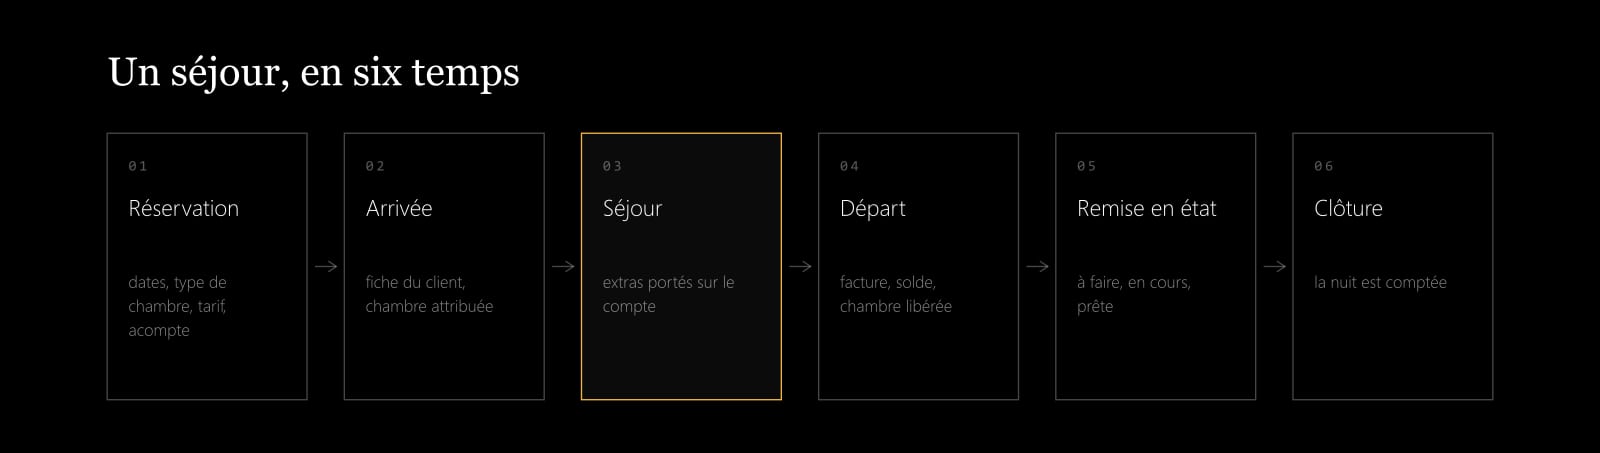 Un séjour, en six temps
01
Réservation
dates, type de
chambre, tarif,
acompte
02
Arrivée
fiche du client,
chambre attribuée
03
Séjour
extras portés sur le
compte
04
Départ
facture, solde,
chambre libérée
05
Remise en état
à faire, en cours,
prête
06
Clôture
la nuit est comptée